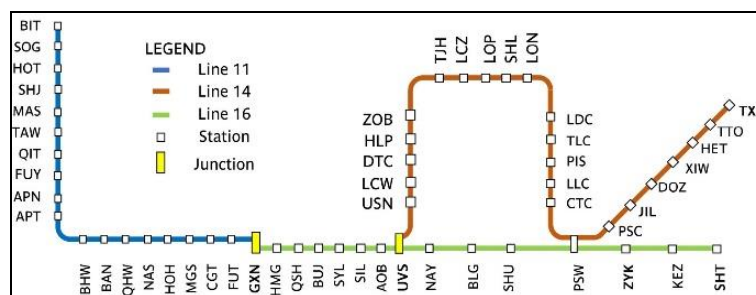 BIT
SOG
HOT
SHJ
MAS
TAW
QIT
FUY
APN
APT
LEGEND
Line 11
Line 14
Line 16
Station
Junction
BHW
BAN
QHW
NAS
HOH
MGS
CGT
FUT
GXN
HMG
QSH
BUJ
SYL
SIL
AOB
UVS
NAY
BLG
SHU
PSW
ZYK
KEZ
SHT
ZOB
HLP
DTC
LCW
USN
TJH
LCZ
LOP
SHL
LON
LDC
TLC
PIS
LLC
CTC
TX
TTO
HET
XIW
DOZ
JIL
PSC